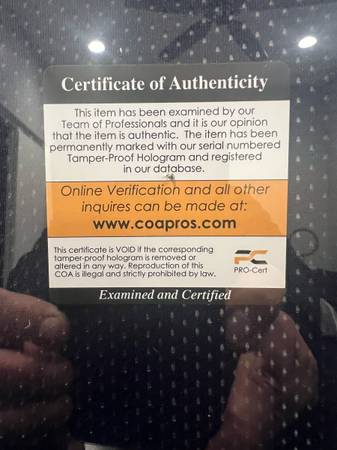 Certificate of Authenticity
This item has been examined by our
Team of Professionals and it is our opinion
that the item is authentic. The item has been
permanently marked with our serial numbered
Tamper-Proof Hologram and registered
in our database.
Online Verification and all other
inquires can be made at:
www.coapros.com
This certificate is VOID if the corresponding
tamper-proof hologram is removed or
altered in any way. Reproduction of this
COA is illegal and strictly prohibited by law.
PRO-Cert
Examined and Certified